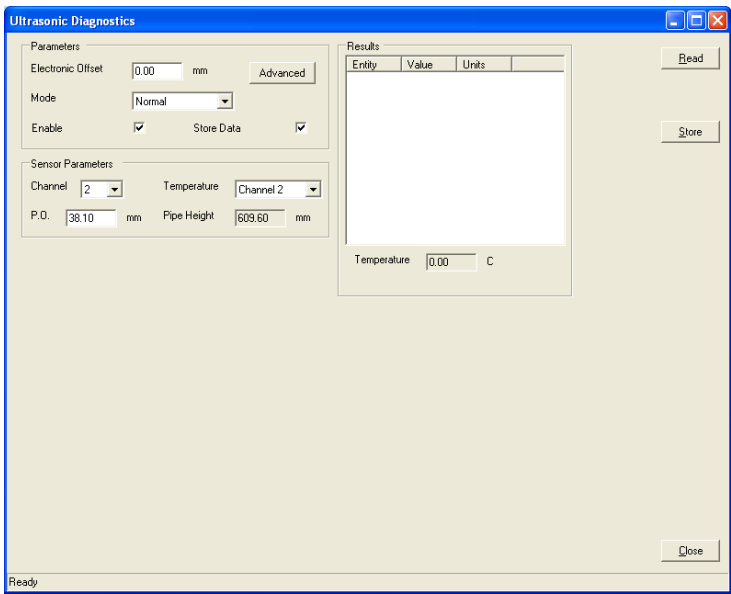 Ultrasonic Diagnostics
Parameters
Electronic Offset 0.00 mm Advanced
Mode Normal
Enable Store Data
Sensor Parameters
Channel 2 Temperature Channel 2
P.O. 38.10 mm Pipe Height 609.60 mm
Results
Entity Value Units
Temperature 0.00 C
Read
Store
Close
Ready